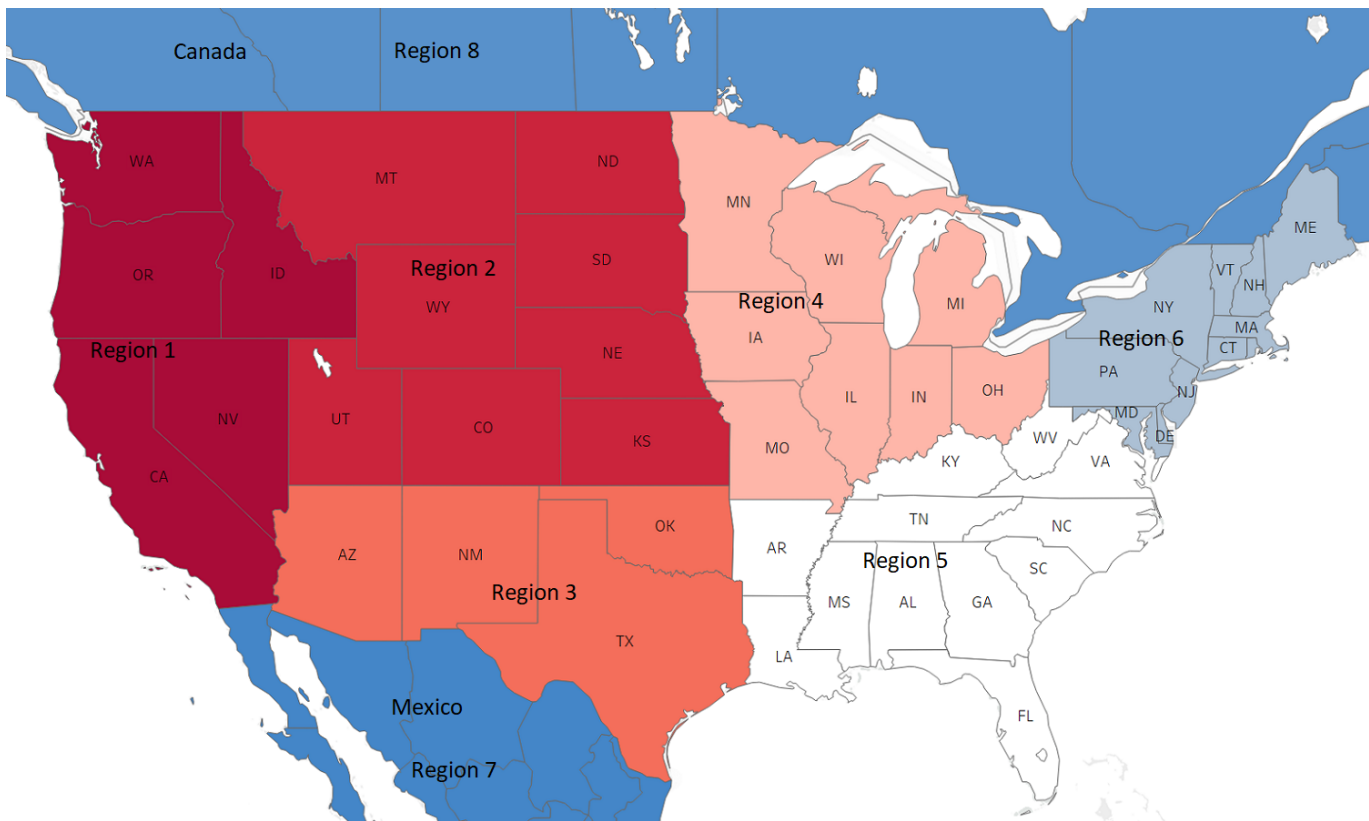 Canada
Region 8
WA
MT
ND
MN
OR
ID
Region 2
WY
SD
WI
MI
Region 4
Region 1
IA
NE
NV
UT
CO
KS
CA
MO
IL
IN
OH
ME
VT
NH
NY
MA
Region 6
CT
PA
NJ
MD
DE
WV
VA
KY
TN
NC
AR
Region 5
SC
MS
AL
GA
LA
FL
AZ
NM
OK
Region 3
TX
Mexico
Region 7